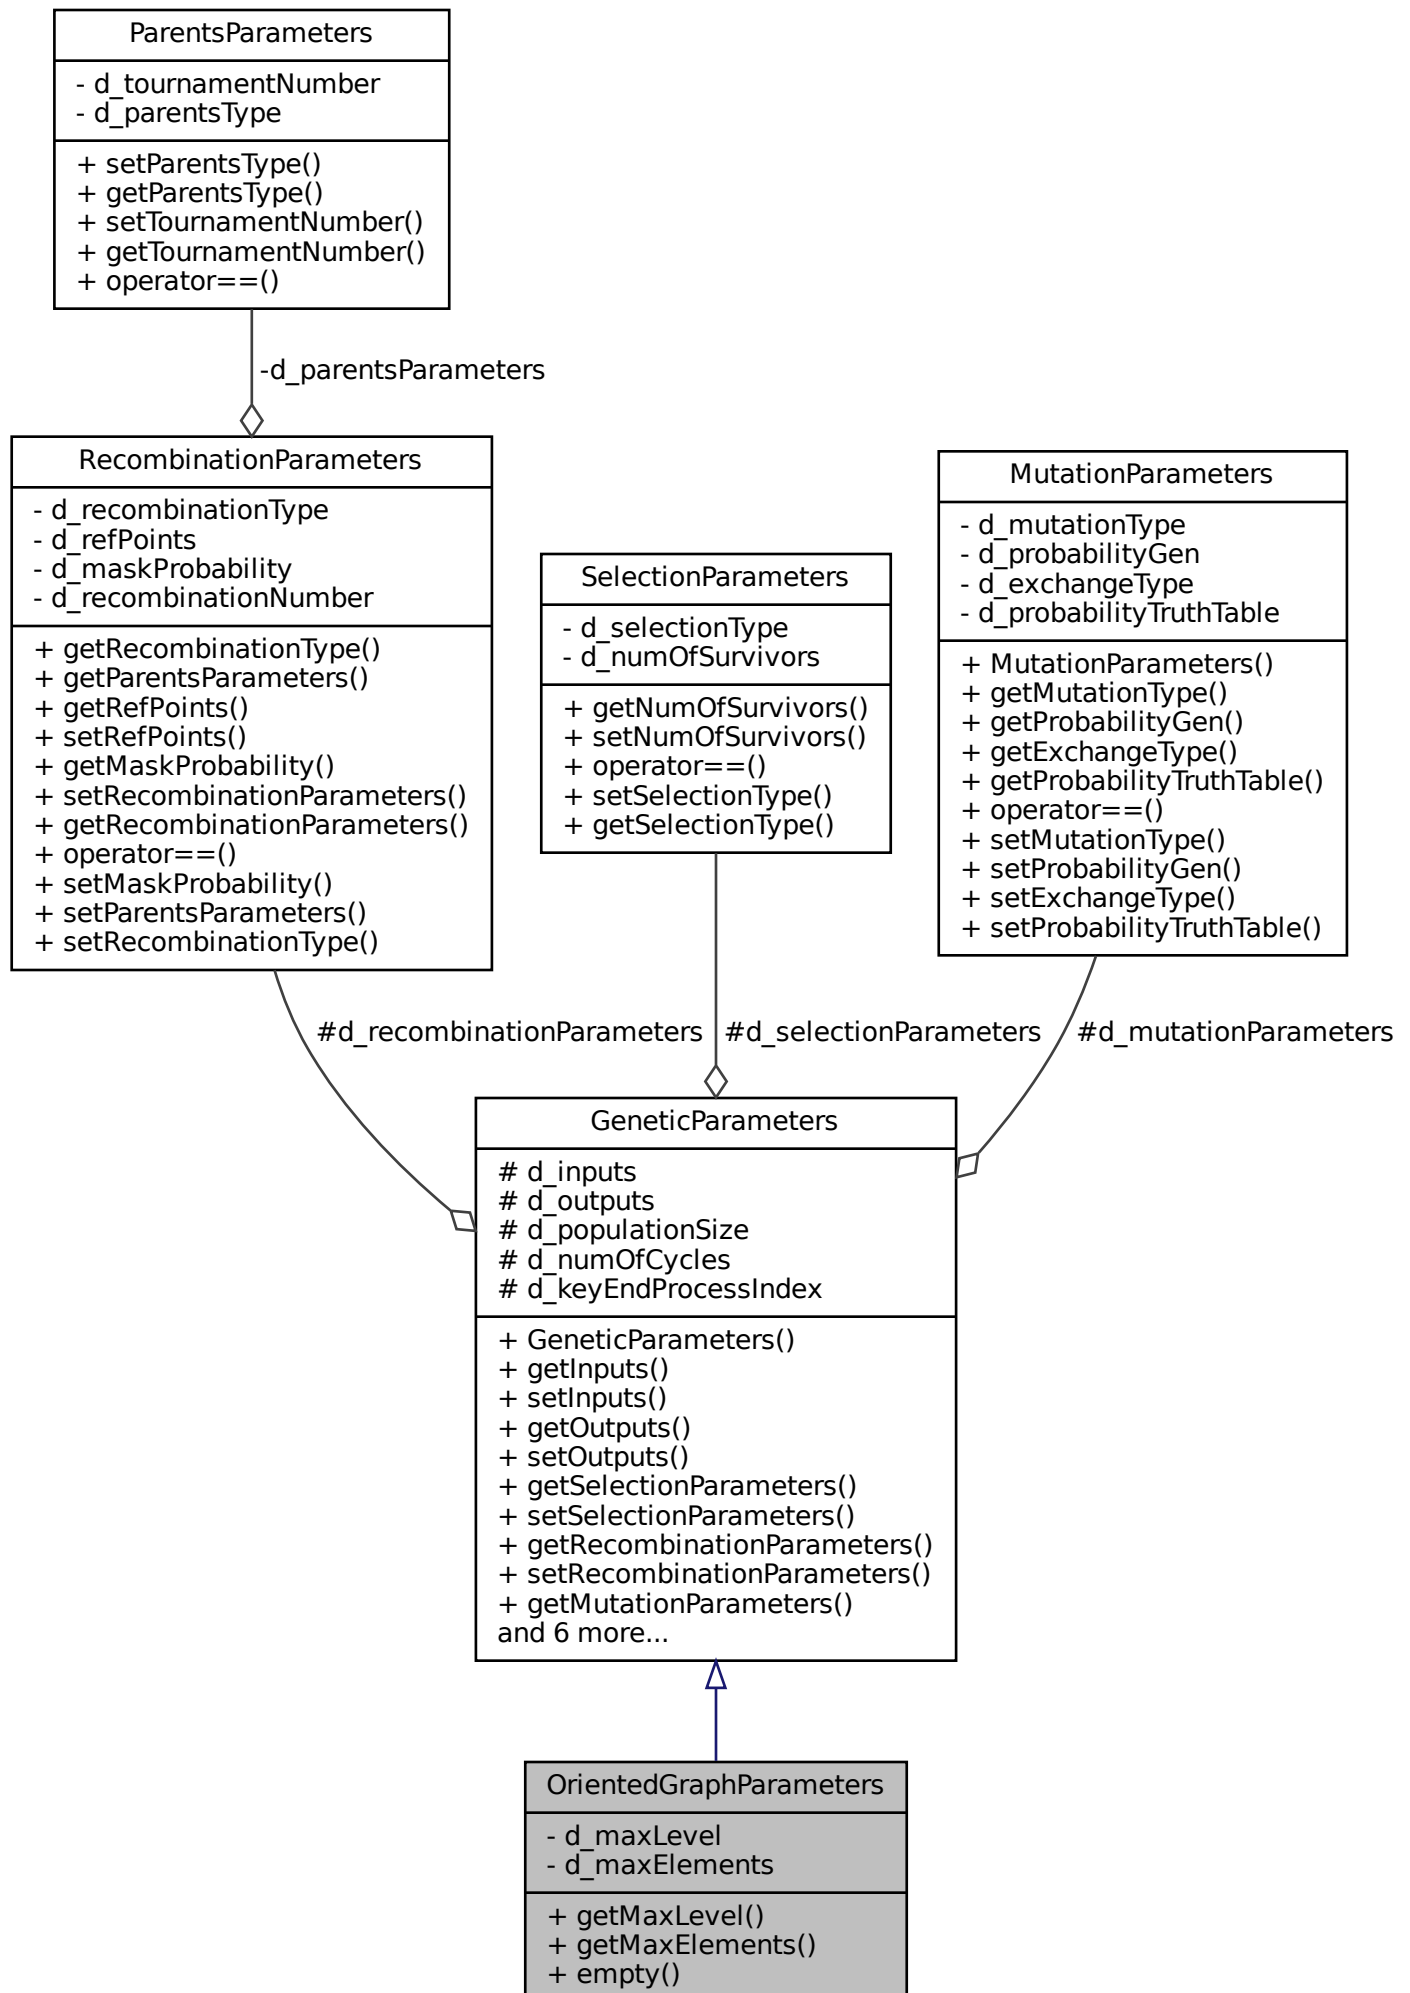 ParentsParameters
- d_tournamentNumber
- d_parentsType
+ setParentsType()
+ getParentsType()
+ setTournamentNumber()
+ getTournamentNumber()
+ operator==()
-d_parentsParameters
RecombinationParameters
- d_recombinationType
- d_refPoints
- d_maskProbability
- d_recombinationNumber
+ getRecombinationType()
+ getParentsParameters()
+ getRefPoints()
+ setRefPoints()
+ getMaskProbability()
+ setRecombinationParameters()
+ getRecombinationParameters()
+ operator==()
+ setMaskProbability()
+ setParentsParameters()
+ setRecombinationType()
SelectionParameters
- d_selectionType
- d_numOfSurvivors
+ getNumOfSurvivors()
+ setNumOfSurvivors()
+ operator==()
+ setSelectionType()
+ getSelectionType()
MutationParameters
- d_mutationType
- d_probabilityGen
- d_exchangeType
- d_probabilityTruthTable
+ MutationParameters()
+ getMutationType()
+ getProbabilityGen()
+ getExchangeType()
+ getProbabilityTruthTable()
+ operator==()
+ setMutationType()
+ setProbabilityGen()
+ setExchangeType()
+ setProbabilityTruthTable()
#d_recombinationParameters
#d_selectionParameters
#d_mutationParameters
GeneticParameters
# d_inputs
# d_outputs
# d_populationSize
# d_numOfCycles
# d_keyEndProcessIndex
+ GeneticParameters()
+ getInputs()
+ setInputs()
+ getOutputs()
+ setOutputs()
+ getSelectionParameters()
+ setSelectionParameters()
+ getRecombinationParameters()
+ setRecombinationParameters()
+ getMutationParameters()
and 6 more...
OrientedGraphParameters
- d_maxLevel
- d_maxElements
+ getMaxLevel()
+ getMaxElements()
+ empty()